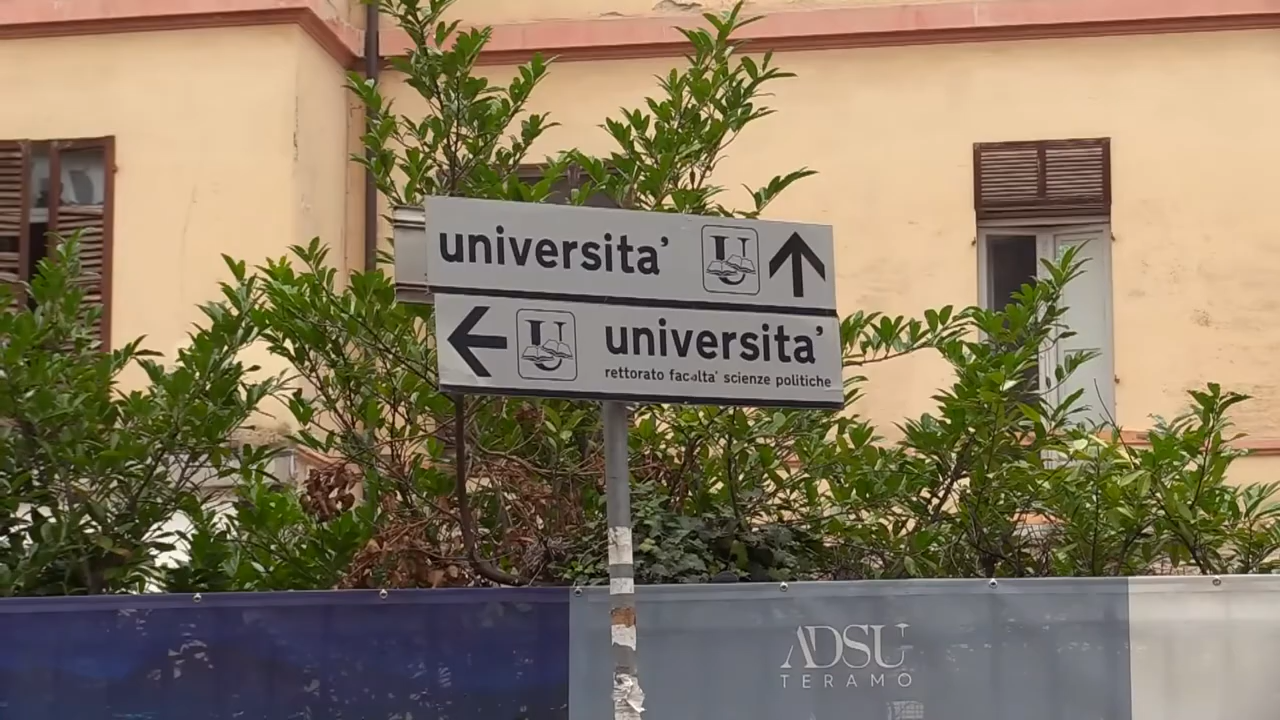 universita’
universita’
rettorato facolta’ scienze politiche
ADSU
TERAMO